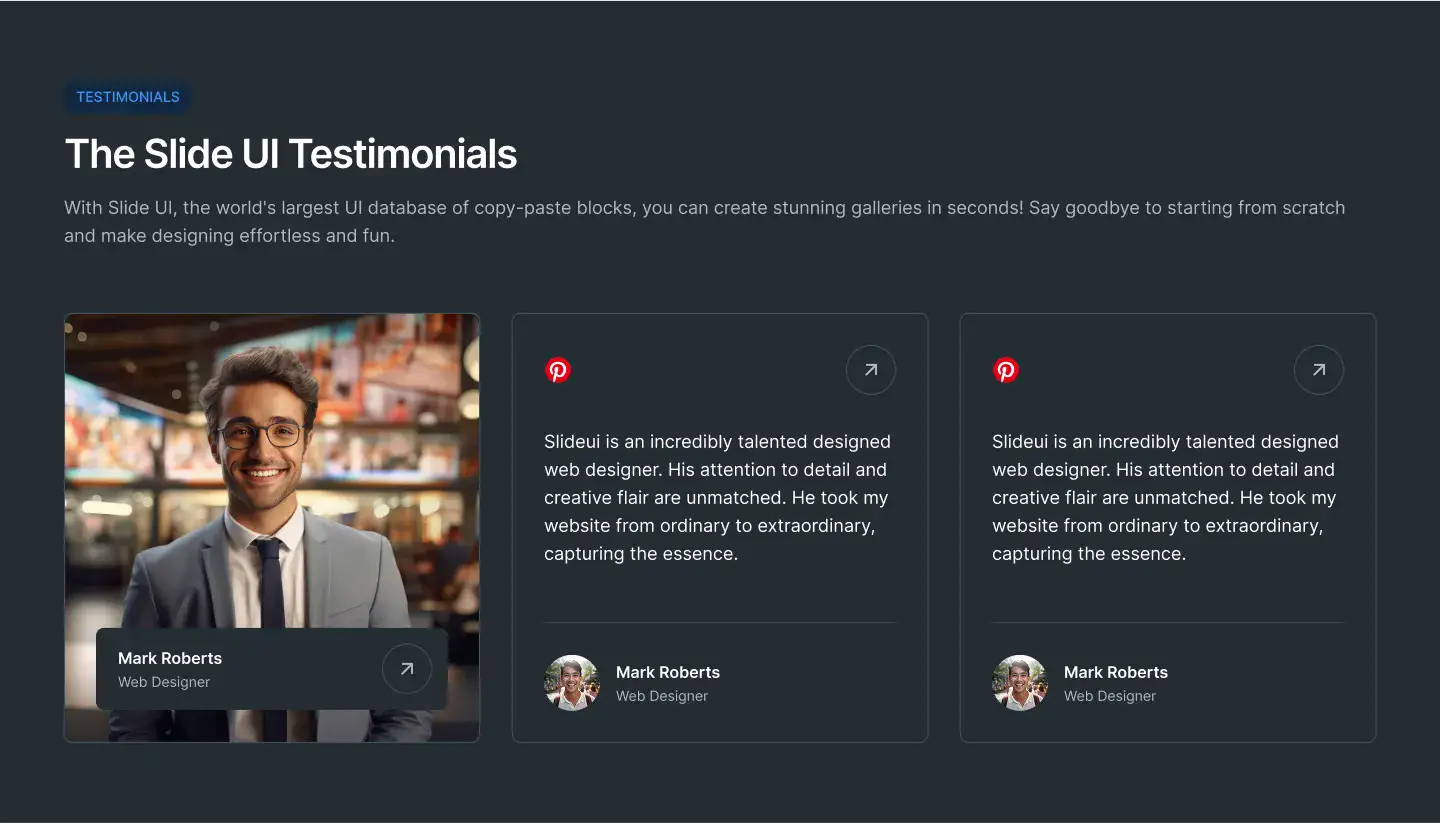 TESTIMONIALS
The Slide UI Testimonials
With Slide UI, the world's largest UI database of copy-paste blocks, you can create stunning galleries in seconds! Say goodbye to starting from scratch
and make designing effortless and fun.
Mark Roberts
Web Designer
Slideui is an incredibly talented designed
web designer. His attention to detail and
creative flair are unmatched. He took my
website from ordinary to extraordinary,
capturing the essence.
Mark Roberts
Web Designer
Slideui is an incredibly talented designed
web designer. His attention to detail and
creative flair are unmatched. He took my
website from ordinary to extraordinary,
capturing the essence.
Mark Roberts
Web Designer